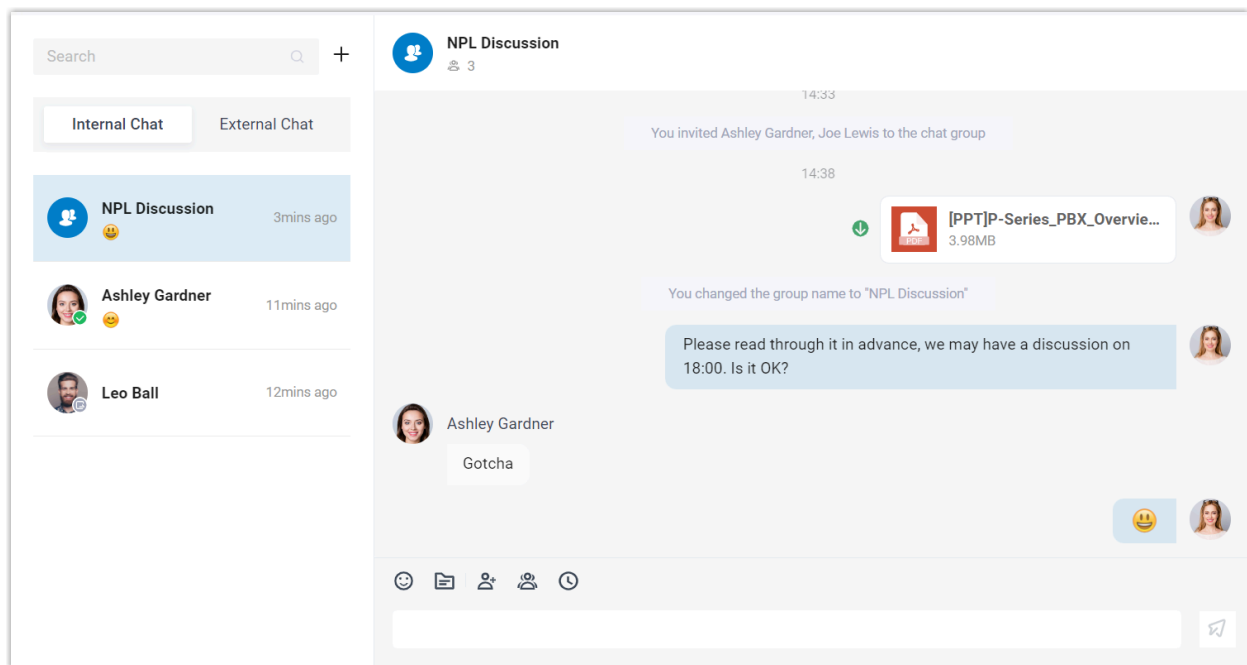 Search
Internal Chat
External Chat
NPL Discussion
3mins ago
Ashley Gardner
11mins ago
Leo Ball
12mins ago
NPL Discussion
3
14:33
You invited Ashley Gardner, Joe Lewis to the chat group
14:38
[PPT]P-Series_PBX_Overvie...
PDF
3.98MB
You changed the group name to "NPL Discussion"
Please read through it in advance, we may have a discussion on
18:00. Is it OK?
Ashley Gardner
Gotcha